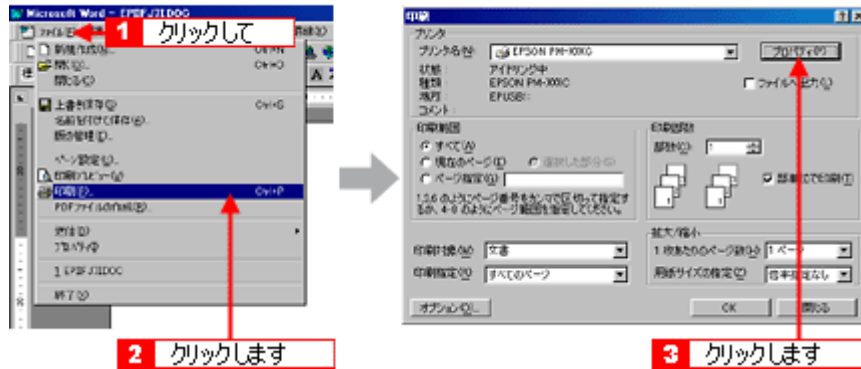 Microsoft Word - EPDFJ7I.DOC
ファイル(F)
1 クリックして
新規作成(N)... Ctrl+N
開く(O)... Ctrl+O
閉じる(C)
上書き保存(S) Ctrl+S
名前を付けて保存(A)...
版の管理(D)...
ページ設定(U)...
印刷プレビュー(V)
印刷(P)... Ctrl+P
PDFファイルの作成(B)...
送信(D)
プロパティ(I)
終了(X)
2 クリックします
印刷
プリンタ
プリンタ名(N):
プロパティ(P)
状態: アイドリング中
種類:
場所: EPUSB1:
コメント:
ファイルへ出力(L)
印刷範囲
すべて(A)
現在のページ(E)
選択した部分(S)
ページ指定(G)
1,3,6 のようにページ番号をカンマで区切って指定す
るか、4-8 のようにページ範囲を指定してください。
印刷部数
部数(C): 1
部単位で印刷(T)
印刷対象(W): 文書
印刷指定(R): すべてのページ
拡大/縮小
1 枚あたりのページ数(H): 1 ページ
用紙サイズの指定(Z): 倍率指定なし
オプション(O)...
OK
閉じる
3 クリックします